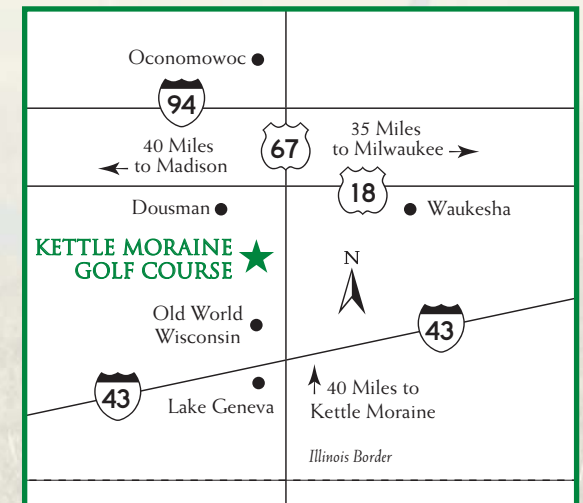 Oconomowoc
94
67
40 Miles
to Madison
35 Miles
to Milwaukee
18
Dousman
Waukesha
KETTLE MORAINE
GOLF COURSE
N
Old World
Wisconsin
43
43
Lake Geneva
40 Miles to
Kettle Moraine
Illinois Border